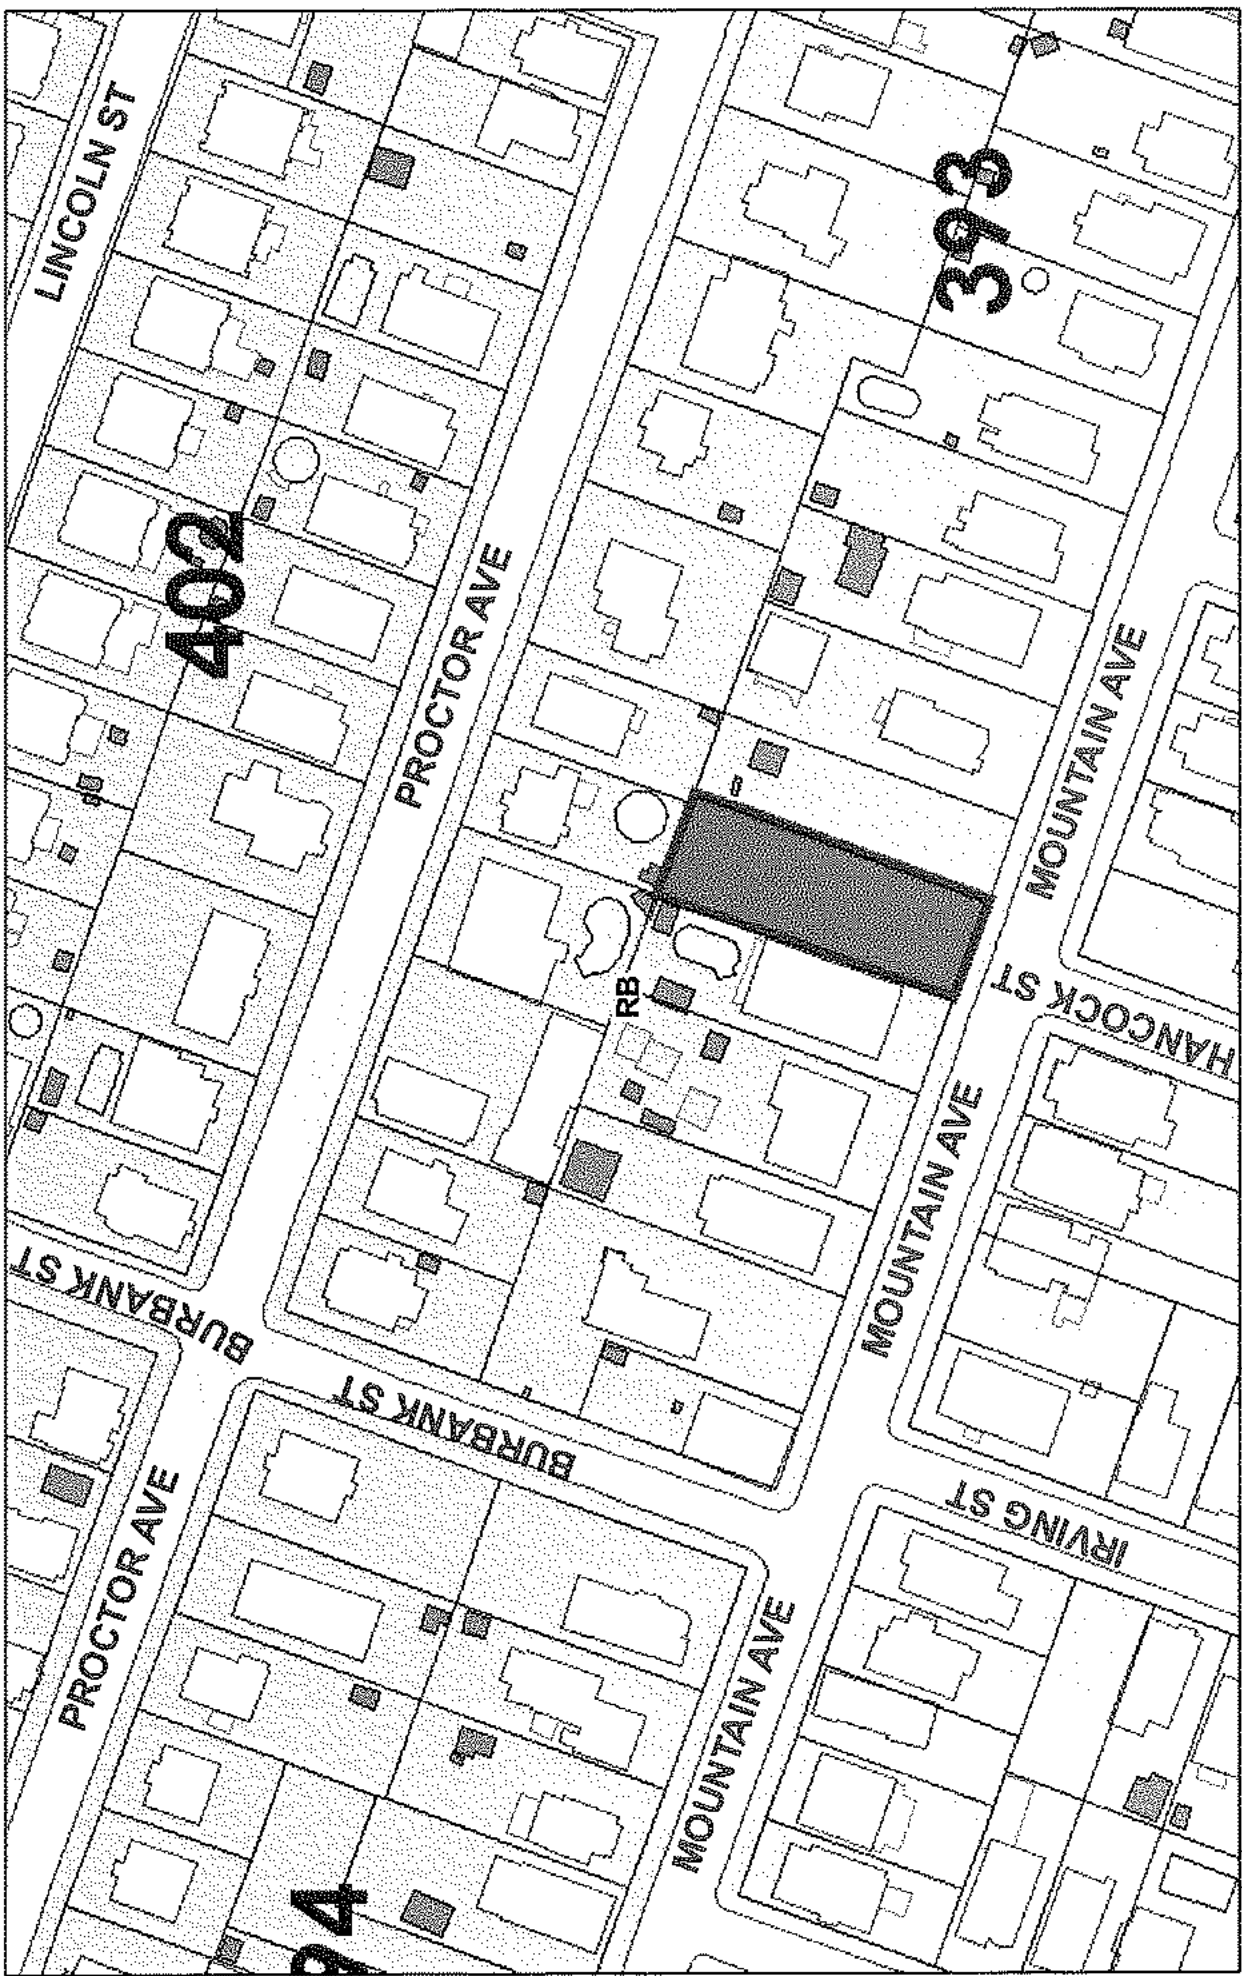 LINCOLN ST
393
402
PROCTOR AVE
MOUNTAIN AVE
RB
HANCOCK ST
MOUNTAIN AVE
BURBANK ST
BURBANK ST
IRVING ST
PROCTOR AVE
MOUNTAIN AVE
94